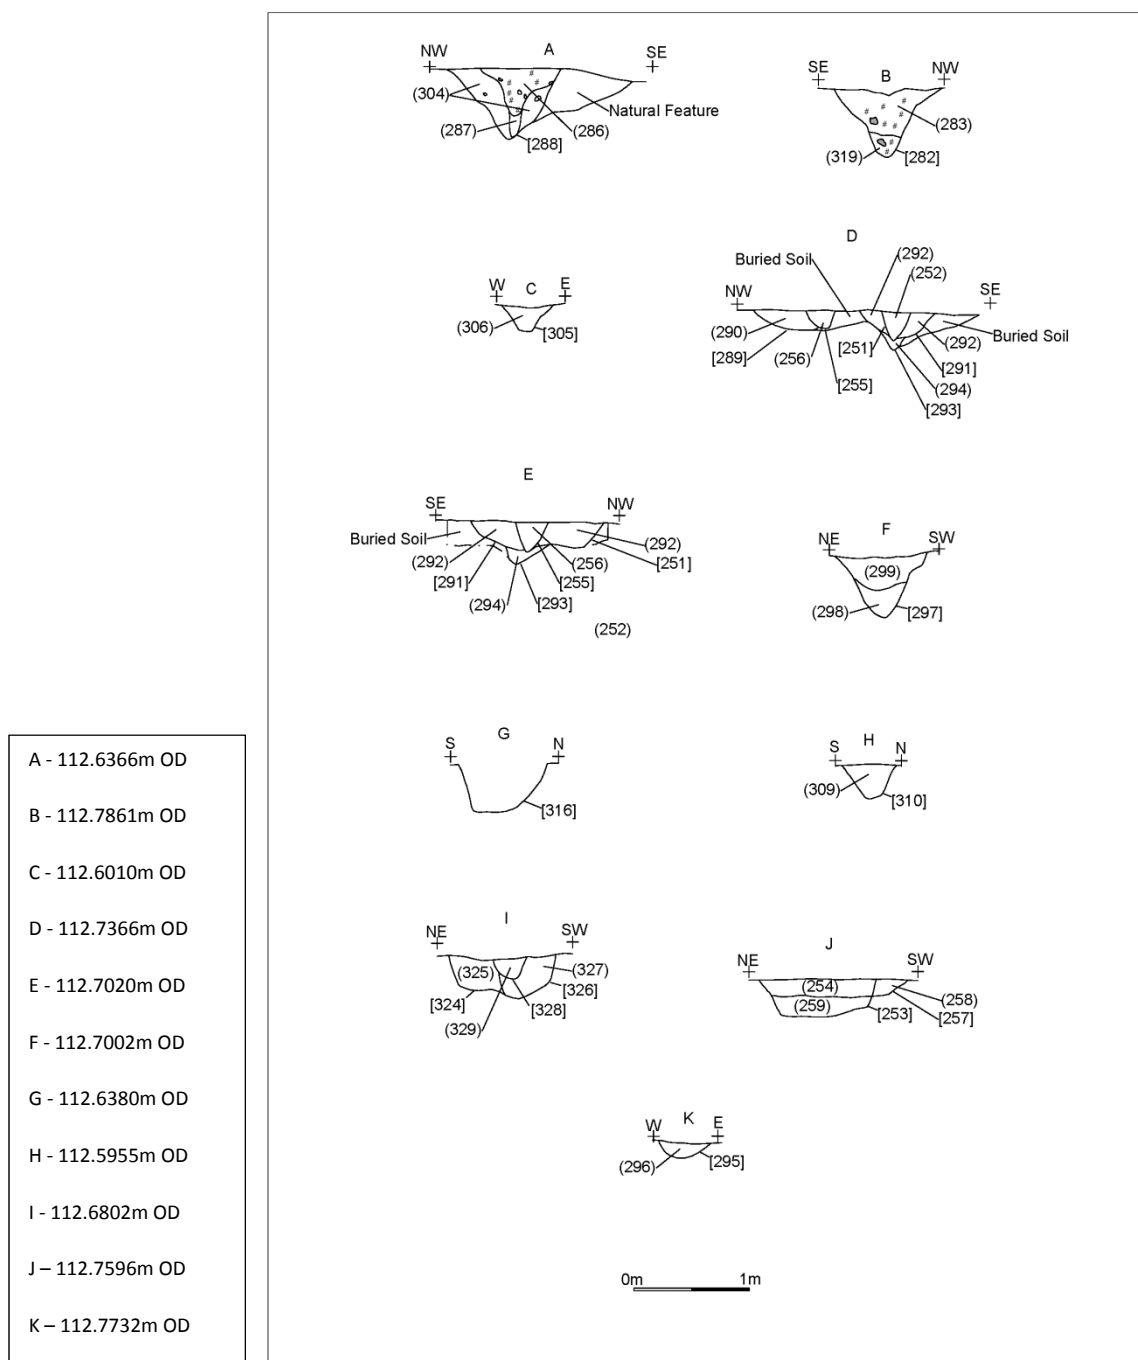 A
NW
SE
(304)
Natural Feature
(287)
(286)
[288]
B
SE
NW
(283)
(319)
[282]
C
W
E
(306)
[305]
D
Buried Soil
(292)
(252)
NW
SE
(290)
[251]
(292)
Buried Soil
[289]
(256)
[291]
[255]
(294)
[293]
E
SE
NW
Buried Soil
(292)
(256)
(292)
[291]
[255]
[251]
(294)
[293]
(252)
F
NE
SW
(299)
(298)
[297]
G
S
N
[316]
H
S
N
(309)
[310]
I
NE
SW
(325)
(327)
[324]
[326]
(329)
[328]
J
NE
SW
(254)
(258)
(259)
[253]
[257]
K
W
E
(296)
[295]
0m
1m
A - 112.6366m OD
B - 112.7861m OD
C - 112.6010m OD
D - 112.7366m OD
E - 112.7020m OD
F - 112.7002m OD
G - 112.6380m OD
H - 112.5955m OD
I - 112.6802m OD
J – 112.7596m OD
K – 112.7732m OD